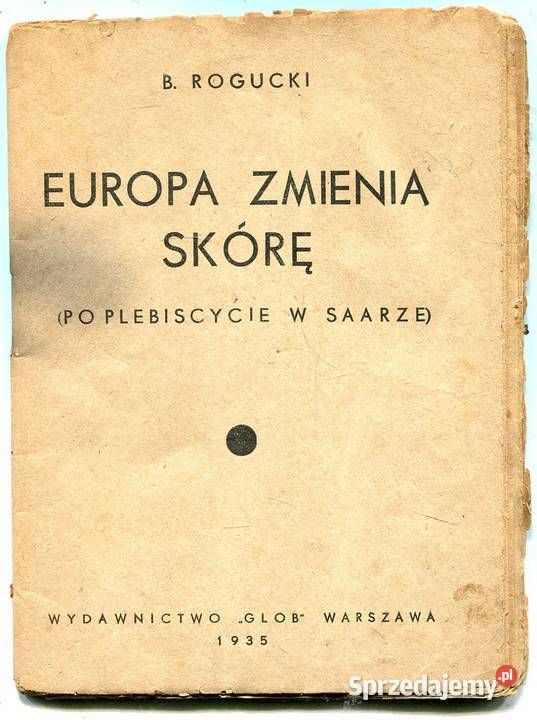 B. ROGUCKI
EUROPA ZMIENIA
SKÓRĘ
(PO PLEBISCYCIE W SAARZE)
WYDAWNICTWO „GLOB" WARSZAWA
1935
Sprzedajemy.pl